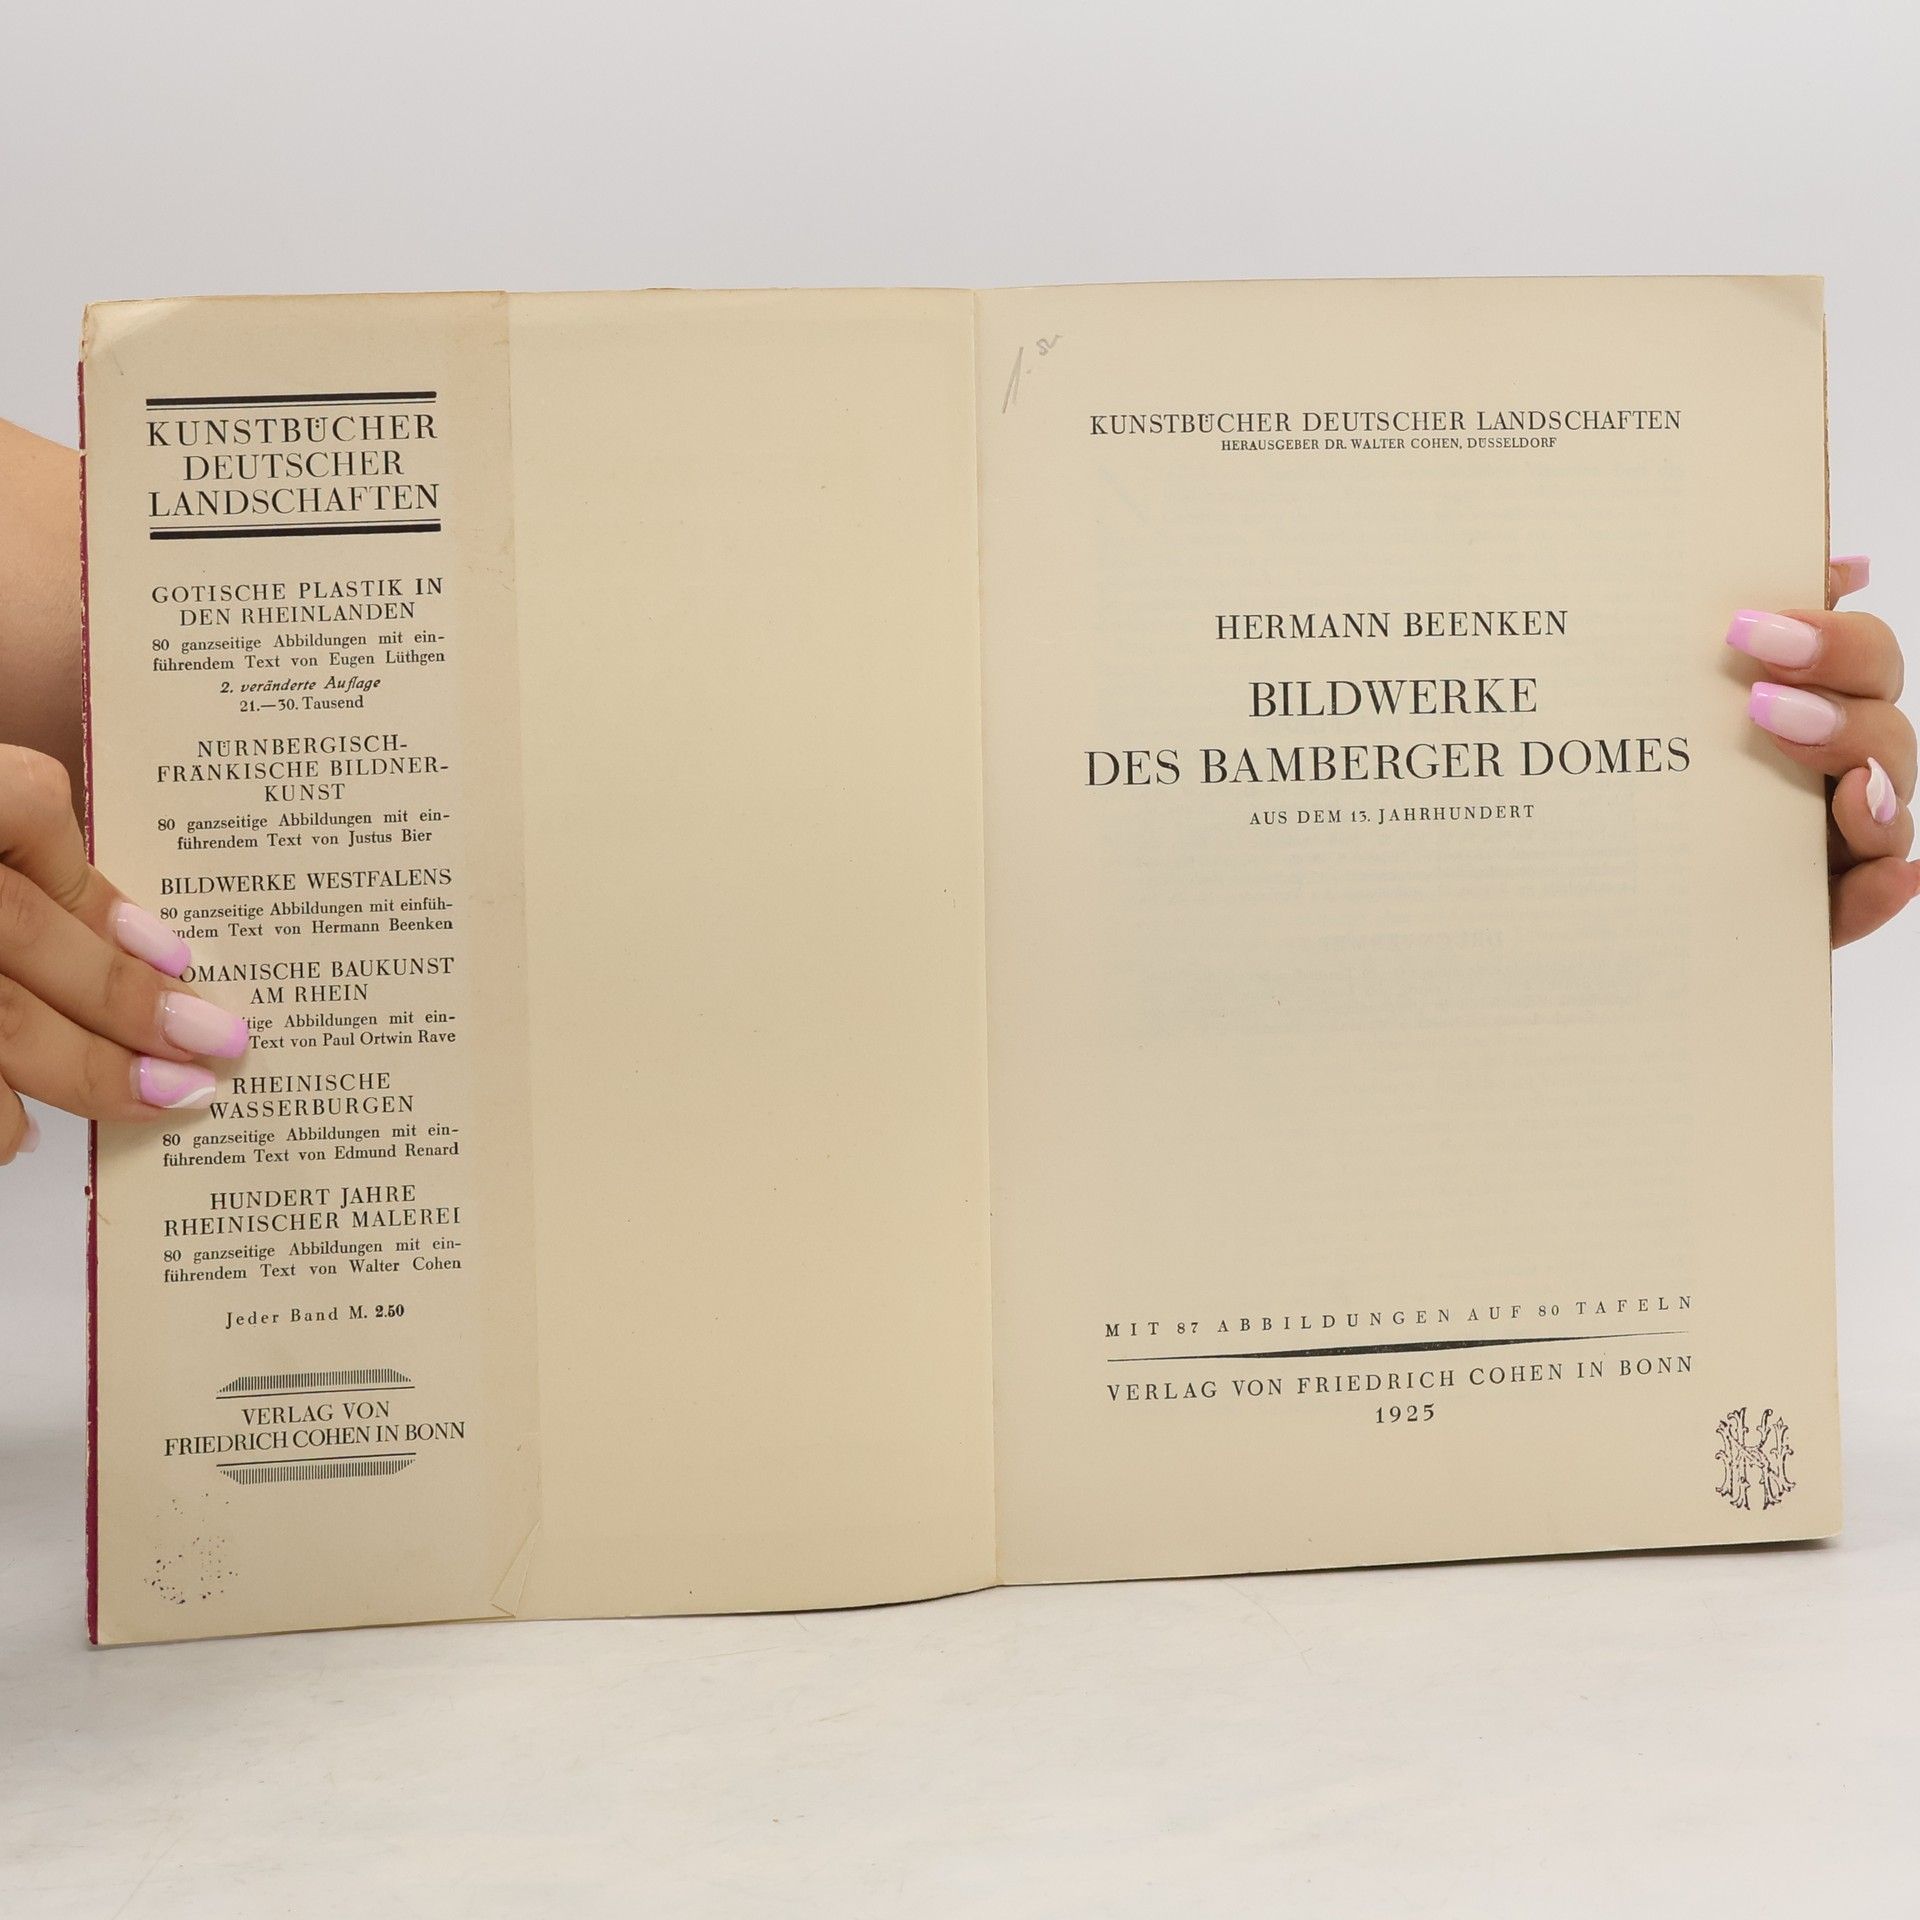 KUNSTBÜCHER
DEUTSCHER
LANDSCHAFTEN
GOTISCHE PLASTIK IN
DEN RHEINLANDEN
80 ganzseitige Abbildungen mit ein-
führendem Text von Eugen Lüthgen
2. veränderte Auflage
21.—30. Tausend
NÜRNBERGISCH-
FRÄNKISCHE BILDNER-
KUNST
80 ganzseitige Abbildungen mit ein-
führendem Text von Justus Bier
BILDWERKE WESTFALENS
80 ganzseitige Abbildungen mit einfüh-
ndem Text von Hermann Beenken
OMANISCHE BAUKUNST
AM RHEIN
tige Abbildungen mit ein-
Text von Paul Ortwin Rave
RHEINISCHE
WASSERBURGEN
80 ganzseitige Abbildungen mit ein-
führendem Text von Edmund Renard
HUNDERT JAHRE
RHEINISCHER MALEREI
80 ganzseitige Abbildungen mit ein-
führendem Text von Walter Cohen
Jeder Band M. 2.50
VERLAG VON
FRIEDRICH COHEN IN BONN
KUNSTBÜCHER DEUTSCHER LANDSCHAFTEN
HERAUSGEBER DR. WALTER COHEN, DÜSSELDORF
HERMANN BEENKEN
BILDWERKE
DES BAMBERGER DOMES
AUS DEM 13. JAHRHUNDERT
MIT 87 ABBILDUNGEN AUF 80 TAFELN
VERLAG VON FRIEDRICH COHEN IN BONN
1925